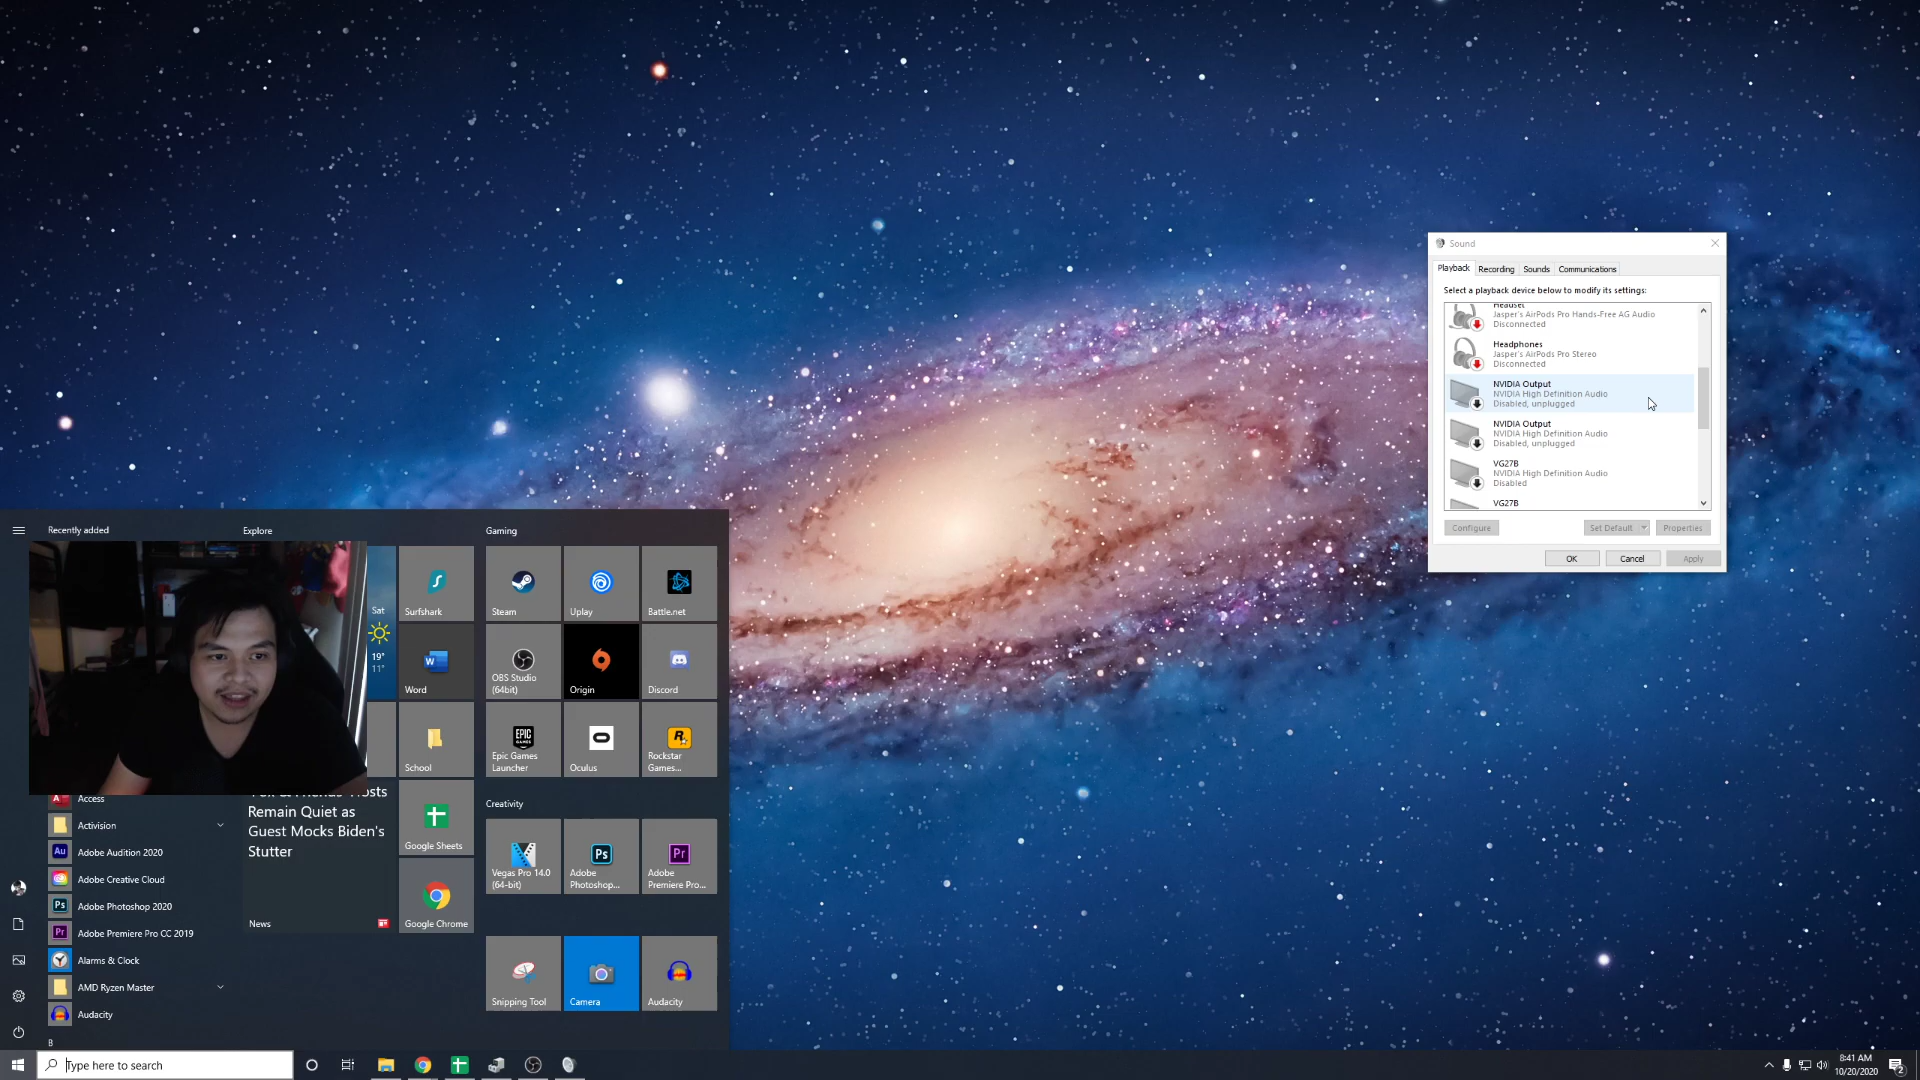 Sound
Playback
Recording
Sounds
Communications
Select a playback device below to modify its settings:
Headset
Jasper's AirPods Pro Hands-Free AG Audio
Disconnected
Headphones
Jasper's AirPods Pro Stereo
Disconnected
NVIDIA Output
NVIDIA High Definition Audio
Disabled, unplugged
NVIDIA Output
NVIDIA High Definition Audio
Disabled, unplugged
VG27B
NVIDIA High Definition Audio
Disabled
VG27B
Configure
Set Default
Properties
OK
Cancel
Apply
Recently added
Explore
Gaming
Sat
19°
11°
Surfshark
Word
School
Google Sheets
Google Chrome
Steam
Uplay
Battle.net
OBS Studio
(64bit)
Origin
Discord
Epic Games
Launcher
Oculus
Rockstar
Games...
Creativity
Vegas Pro 14.0
(64-bit)
Adobe
Photoshop...
Adobe
Premiere Pro...
Snipping Tool
Camera
Audacity
Remain Quiet as
Guest Mocks Biden's
Stutter
News
Access
Activision
Adobe Audition 2020
Adobe Creative Cloud
Adobe Photoshop 2020
Adobe Premiere Pro CC 2019
Alarms & Clock
AMD Ryzen Master
Audacity
B
Type here to search
8:41 AM
10/20/2020
2